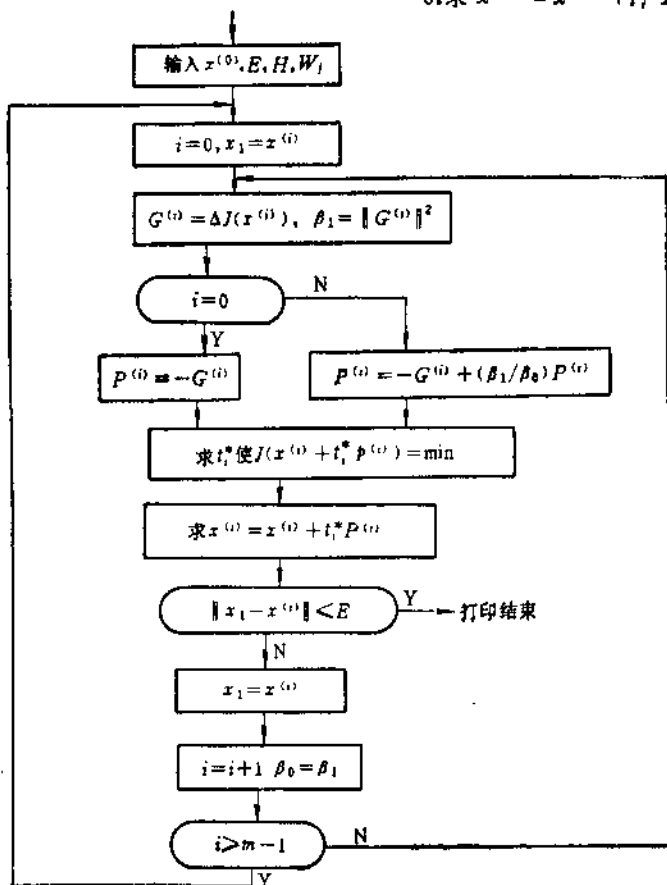 输入 x⁽⁰⁾,E,H,Wⱼ
i=0,x₁=x⁽ⁱ⁾
G⁽ⁱ⁾=ΔJ(x⁽ⁱ⁾), β₁=‖G⁽ⁱ⁾‖²
i=0
N
Y
P⁽ⁱ⁾=-G⁽ⁱ⁾
P⁽ⁱ⁾=-G⁽ⁱ⁾+(β₁/β₀)P⁽ⁱ⁾
求tᵢ*使J(x⁽ⁱ⁾+tᵢ*p⁽ⁱ⁾)=min
求x⁽ⁱ⁾=x⁽ⁱ⁾+tᵢ*P⁽ⁱ⁾
‖x₁-x⁽ⁱ⁾‖<E
Y
打印结束
N
x₁=x⁽ⁱ⁾
i=i+1 β₀=β₁
i>m-1
N
Y